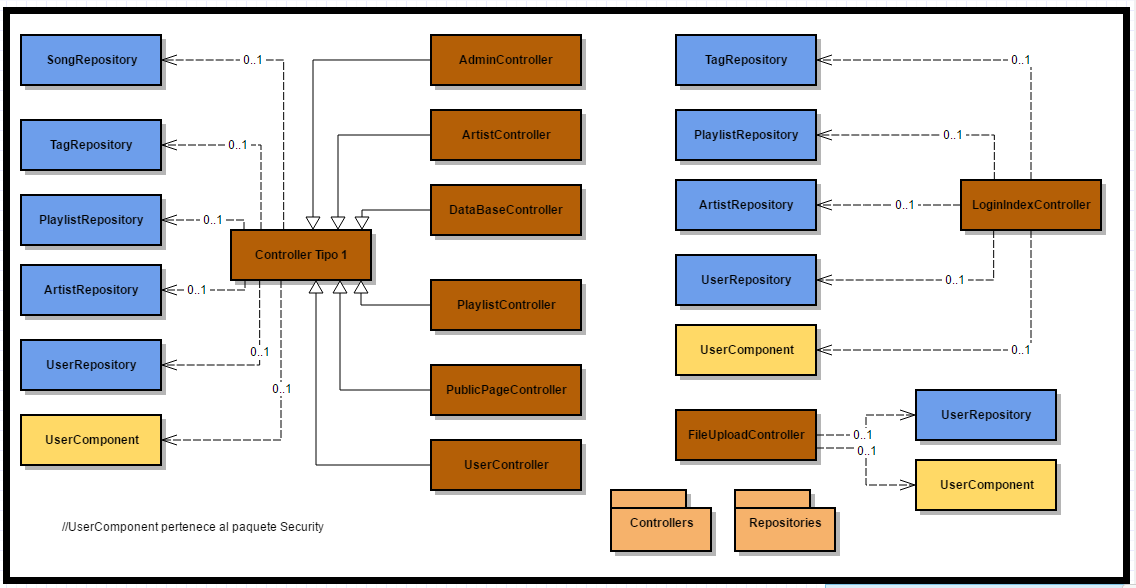 SongRepository
0..1
TagRepository
0..1
PlaylistRepository
0..1
ArtistRepository
0..1
UserRepository
0..1
UserComponent
0..1
Controller Tipo 1
AdminController
ArtistController
DataBaseController
PlaylistController
PublicPageController
UserController
//UserComponent pertenece al paquete Security
TagRepository
0..1
PlaylistRepository
0..1
ArtistRepository
0..1
LoginIndexController
UserRepository
0..1
UserComponent
0..1
FileUploadController
0..1
0..1
UserRepository
UserComponent
Controllers
Repositories